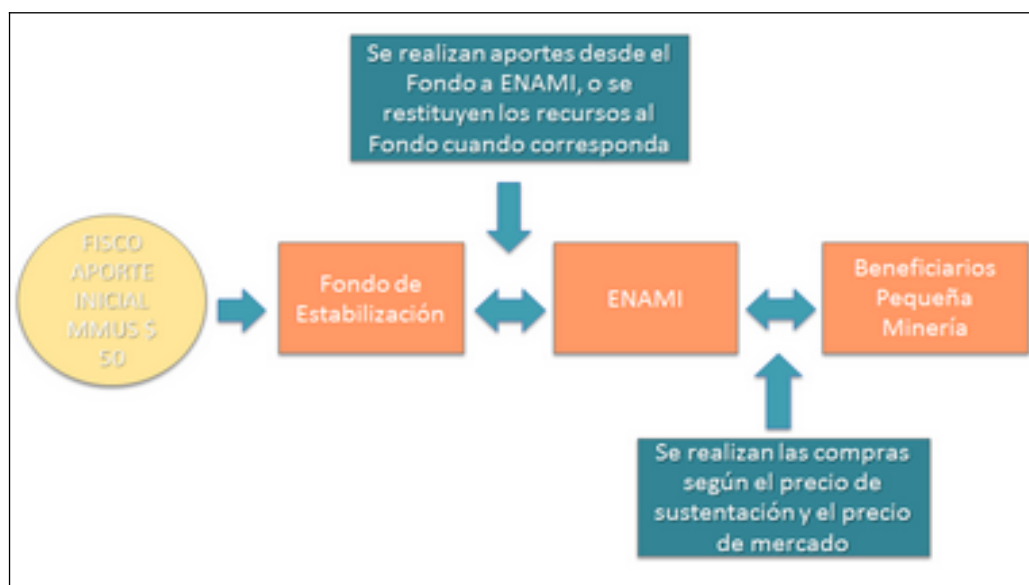 Se realizan aportes desde el
Fondo a ENAMI, o se
restituyen los recursos al
Fondo cuando corresponda
FISCO
APORTE
INICIAL
MMUS $
50
Fondo de
Estabilización
ENAMI
Beneficiarios
Pequeña
Minería
Se realizan las compras
según el precio de
sustentación y el precio
de mercado